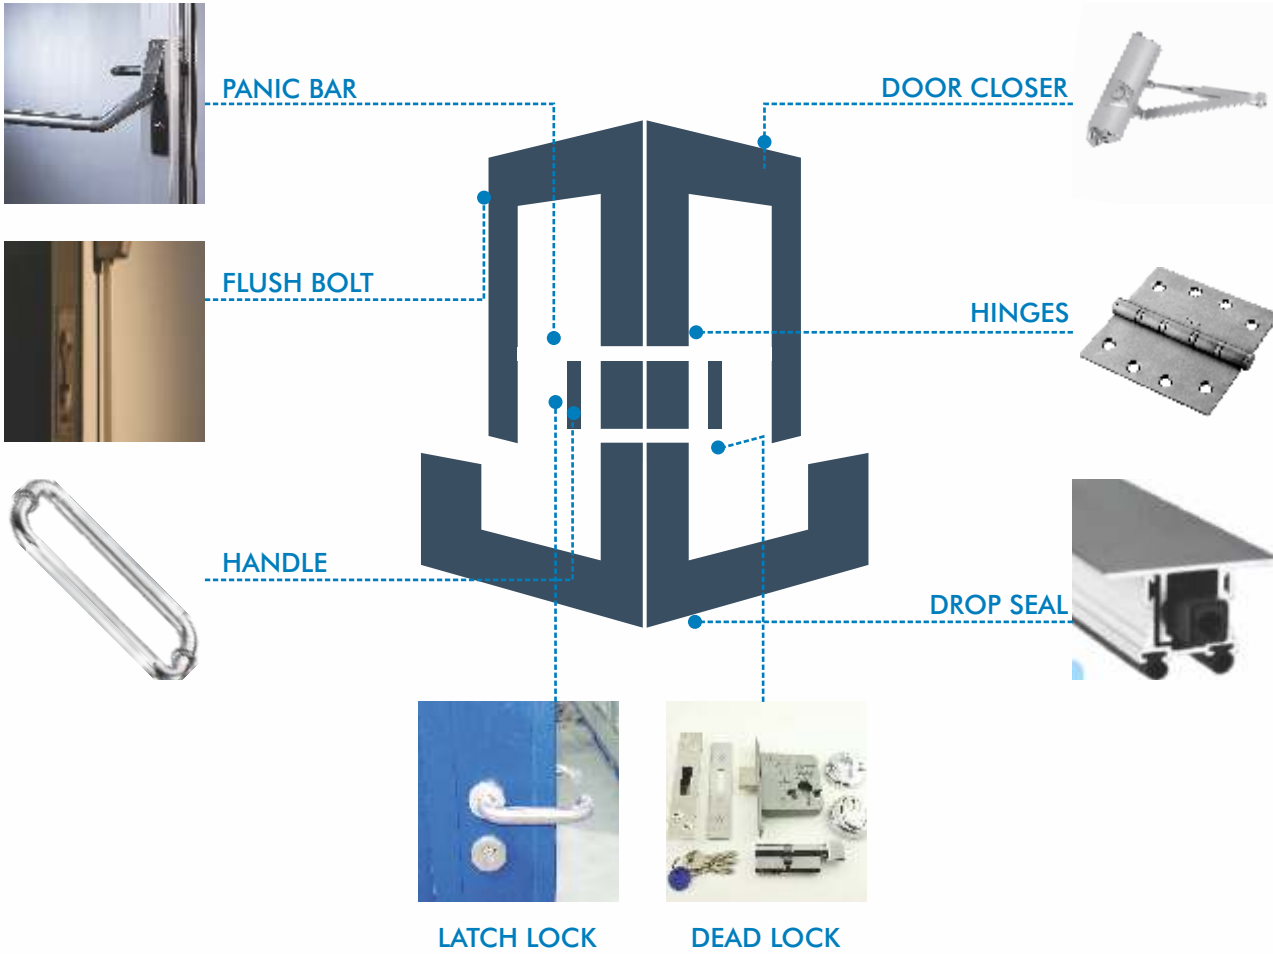 PANIC BAR
DOOR CLOSER
FLUSH BOLT
HINGES
HANDLE
DROP SEAL
LATCH LOCK
DEAD LOCK